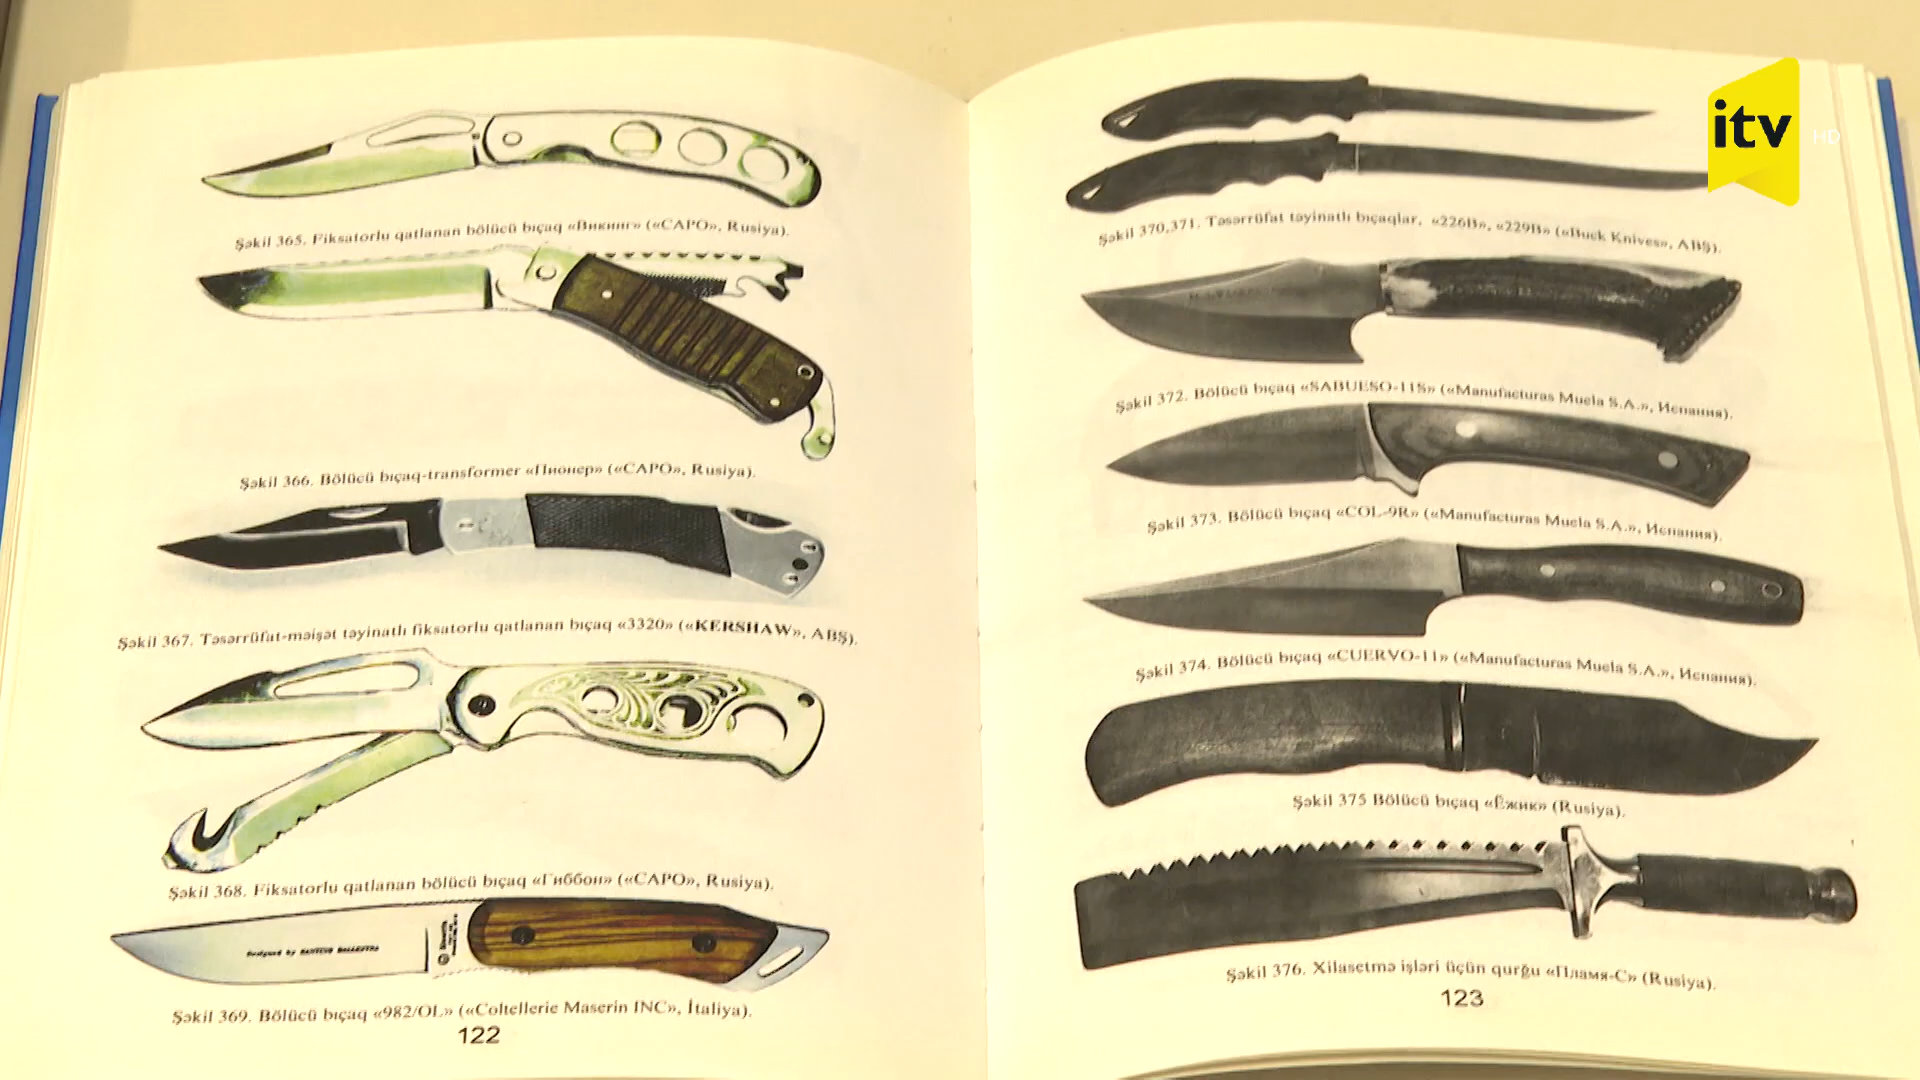 Şəkil 365. Fiksatorlu qatlanan bölücü bıçaq «Викинг» («САРО», Rusiya).
Şəkil 366. Bölücü bıçaq-transformer «Пионер» («САРО», Rusiya).
Şəkil 367. Təsərrüfat-məişət təyinatlı fiksatorlu qatlanan bıçaq «3320» («KERSHAW», ABŞ).
Şəkil 368. Fiksatorlu qatlanan bölücü bıçaq «Гиббон» («САРО», Rusiya).
Designed by SANTINO BALLESTRA
Şəkil 369. Bölücü bıçaq «982/OL» («Coltellerie Maserin INC», İtaliya).
122
itv HD
Şəkil 370,371. Təsərrüfat təyinatlı bıçaqlar, «226B», «229B» («Buck Knives», ABŞ).
Şəkil 372. Bölücü bıçaq «SABUESO-11S» («Manufacturas Muela S.A.», Испания).
Şəkil 373. Bölücü bıçaq «COL-9R» («Manufacturas Muela S.A.», Испания).
Şəkil 374. Bölücü bıçaq «CUERVO-11» («Manufacturas Muela S.A.», Испания).
Şəkil 375 Bölücü bıçaq «Ёжик» (Rusiya).
Şəkil 376. Xilasetmə işləri üçün qurğu «Пламя-С» (Rusiya).
123